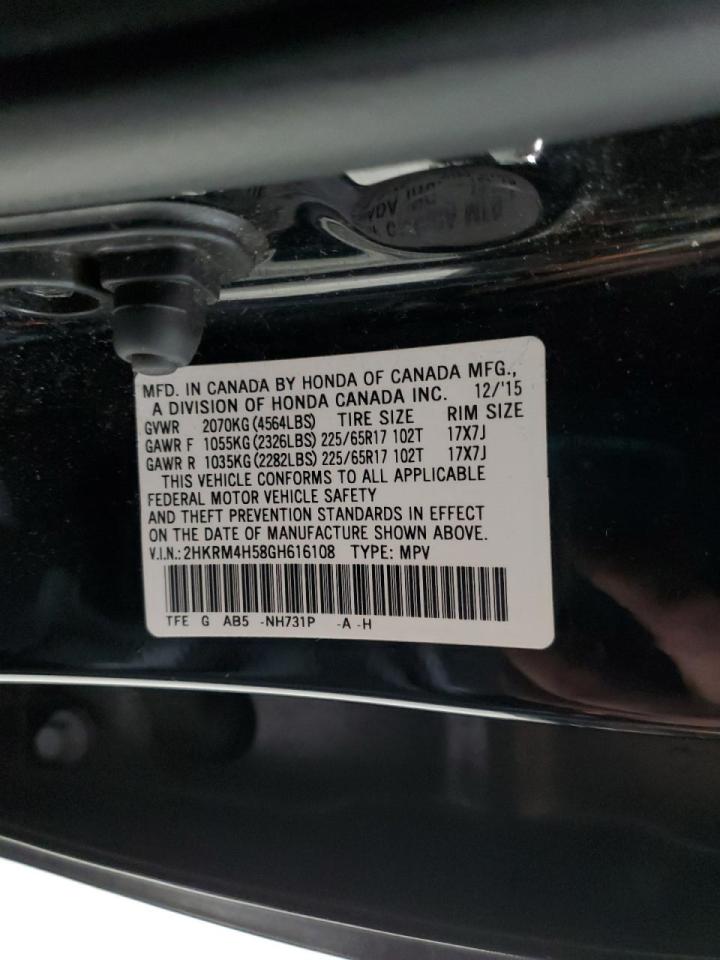 MFD. IN CANADA BY HONDA OF CANADA MFG.,
A DIVISION OF HONDA CANADA INC. 12/'15
GVWR 2070KG (4564LBS) TIRE SIZE RIM SIZE
GAWR F 1055KG (2326LBS) 225/65R17 102T 17X7J
GAWR R 1035KG (2282LBS) 225/65R17 102T 17X7J
THIS VEHICLE CONFORMS TO ALL APPLICABLE
FEDERAL MOTOR VEHICLE SAFETY
AND THEFT PREVENTION STANDARDS IN EFFECT
ON THE DATE OF MANUFACTURE SHOWN ABOVE.
V.I.N.: 2HKRM4H58GH616108 TYPE: MPV
TFE G AB5 -NH731P -A -H